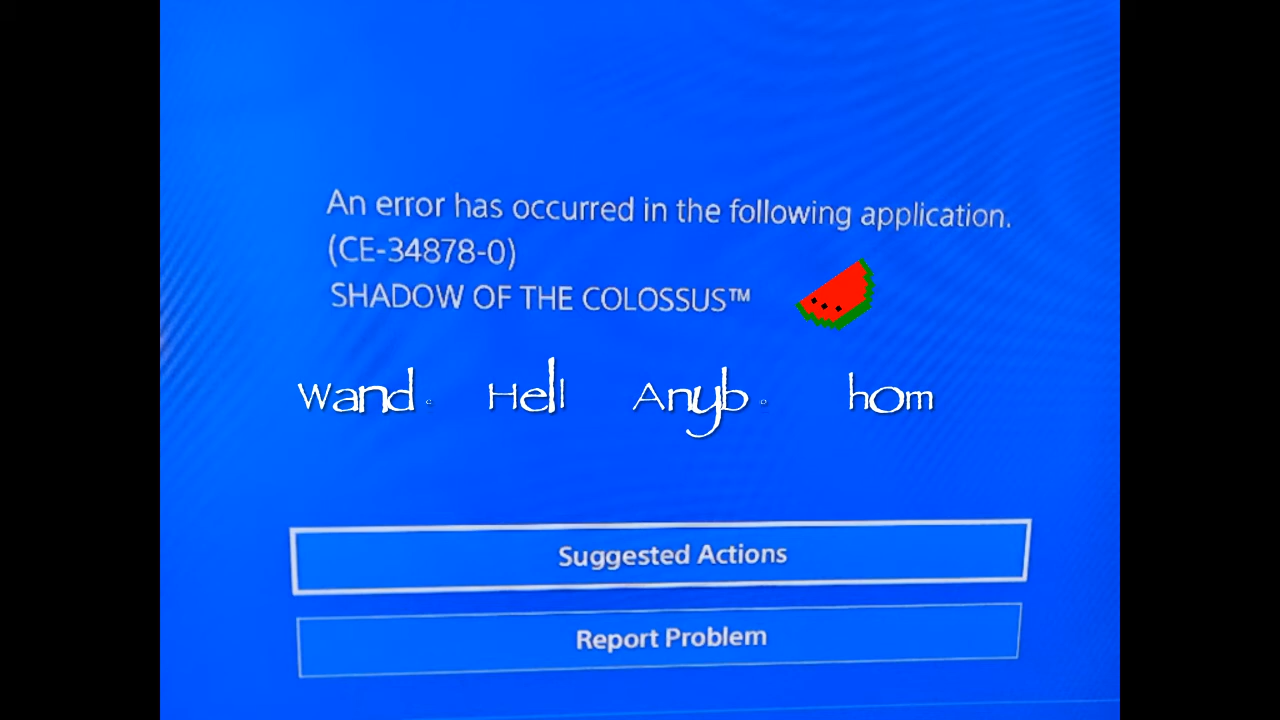 An error has occurred in the following application.
(CE-34878-0)
SHADOW OF THE COLOSSUS™
Wand. Hell Anyb. hom
Suggested Actions
Report Problem